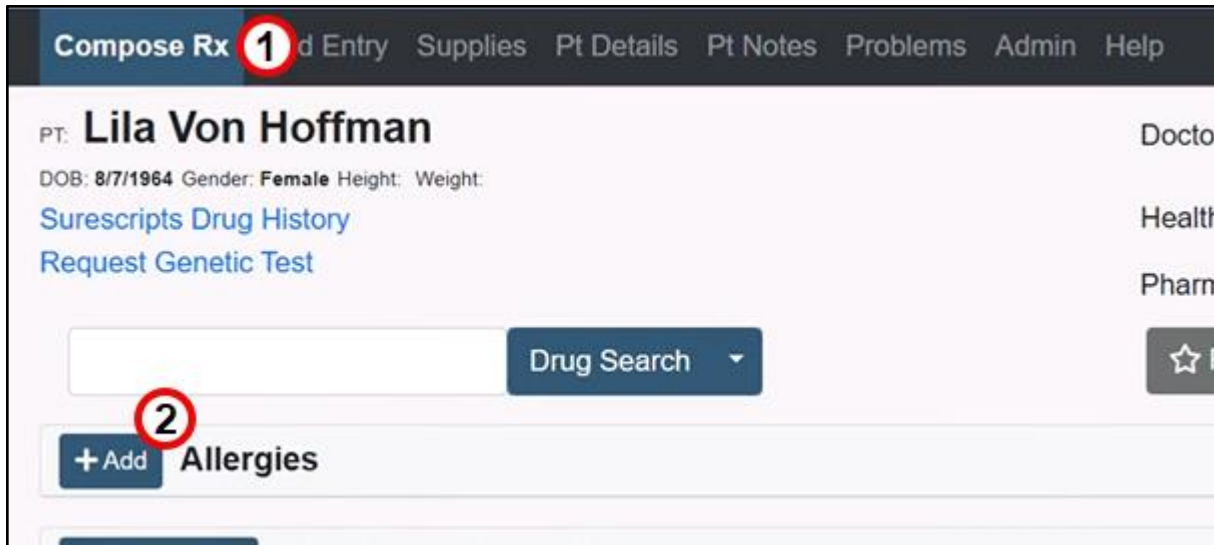 Compose Rx 1 d Entry Supplies Pt Details Pt Notes Problems Admin Help
PT: Lila Von Hoffman
Docto
DOB: 8/7/1964 Gender: Female Height: Weight:
Surescripts Drug History
Health
Request Genetic Test
Pharm
Drug Search
2
+ Add Allergies